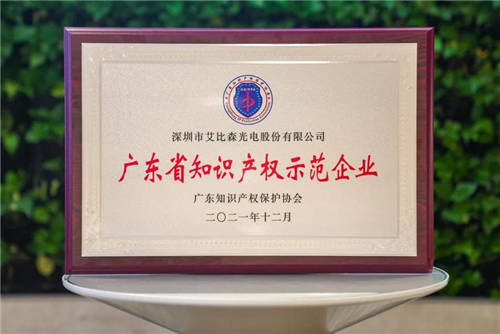 深圳市艾比森光电股份有限公司
广东省知识产权示范企业
广东知识产权保护协会
二〇二一年十二月